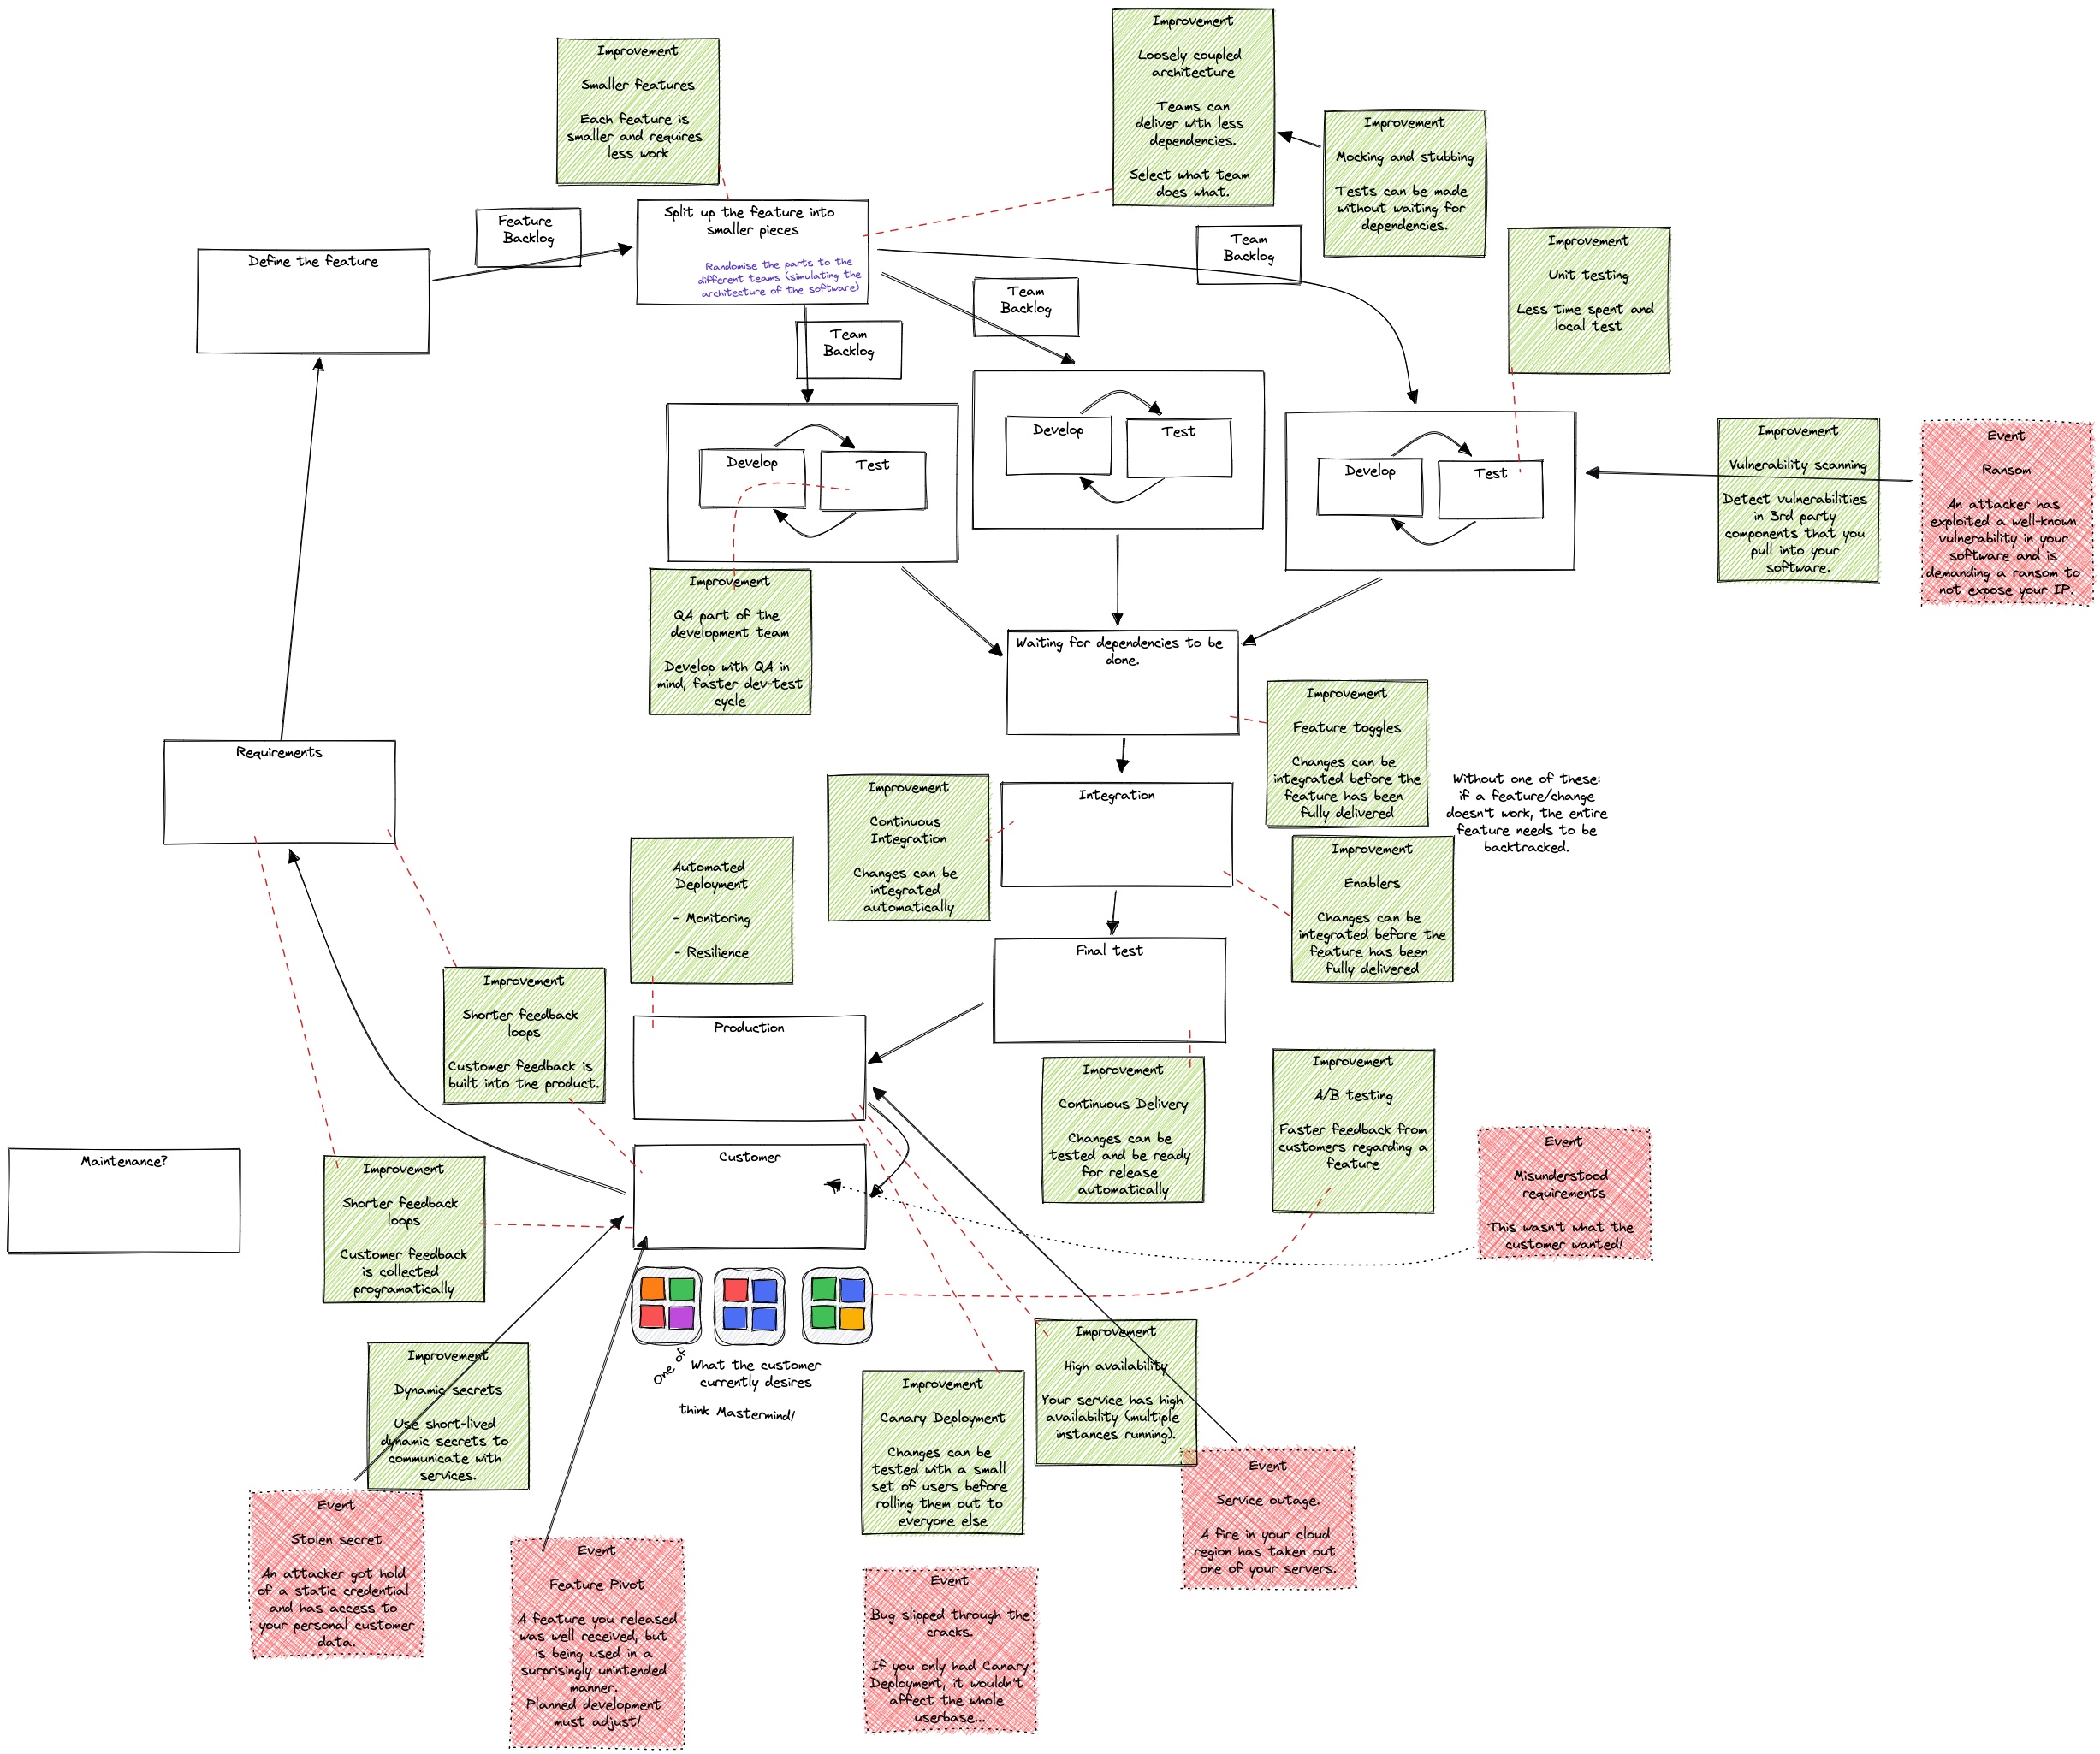 Improvement
Smaller features
Each feature is
smaller and requires
less work
Improvement
Loosely coupled
architecture
Teams can
deliver with less
dependencies.
Select what team
does what.
Improvement
Mocking and stubbing
Tests can be made
without waiting for
dependencies.
Improvement
Unit testing
Less time spent and
local test
Define the feature
Feature
Backlog
Split up the feature into
smaller pieces
Randomise the parts to the
different teams (simulating the
architecture of the software)
Team
Backlog
Team
Backlog
Team
Backlog
Develop
Test
Develop
Test
Develop
Test
Improvement
Vulnerability scanning
Detect vulnerabilities
in 3rd party
components that you
pull into your
software.
Event
Ransom
An attacker has
exploited a well-known
vulnerability in your
software and is
demanding a ransom to
not expose your IP.
Improvement
QA part of the
development team
Develop with QA in
mind, faster dev-test
cycle
Waiting for dependencies to be
done.
Improvement
Feature toggles
Changes can be
integrated before the
feature has been
fully delivered
Without one of these:
if a feature/change
doesn't work, the entire
feature needs to be
backtracked.
Requirements
Improvement
Continuous
Integration
Changes can be
integrated
automatically
Integration
Improvement
Enablers
Changes can be
integrated before the
feature has been
fully delivered
Automated
Deployment
- Monitoring
- Resilience
Final test
Improvement
Shorter feedback
loops
Customer feedback is
built into the product.
Production
Improvement
Continuous Delivery
Changes can be
tested and be ready
for release
automatically
Improvement
A/B testing
Faster feedback from
customers regarding a
feature
Event
Misunderstood
requirements
This wasn't what the
customer wanted!
Maintenance?
Improvement
Shorter feedback
loops
Customer feedback
is collected
programatically
Customer
One of
What the customer
currently desires
think Mastermind!
Improvement
Dynamic secrets
Use short-lived
dynamic secrets to
communicate with
services.
Improvement
Canary Deployment
Changes can be
tested with a small
set of users before
rolling them out to
everyone else
Improvement
High availability
Your service has high
availability (multiple
instances running).
Event
Service outage.
A fire in your cloud
region has taken out
one of your servers.
Event
Stolen secret
An attacker got hold
of a static credential
and has access to
your personal customer
data.
Event
Feature Pivot
A feature you released
was well received, but
is being used in a
surprisingly unintended
manner.
Planned development
must adjust!
Event
Bug slipped through the
cracks.
If you only had Canary
Deployment, it wouldn't
affect the whole
userbase...